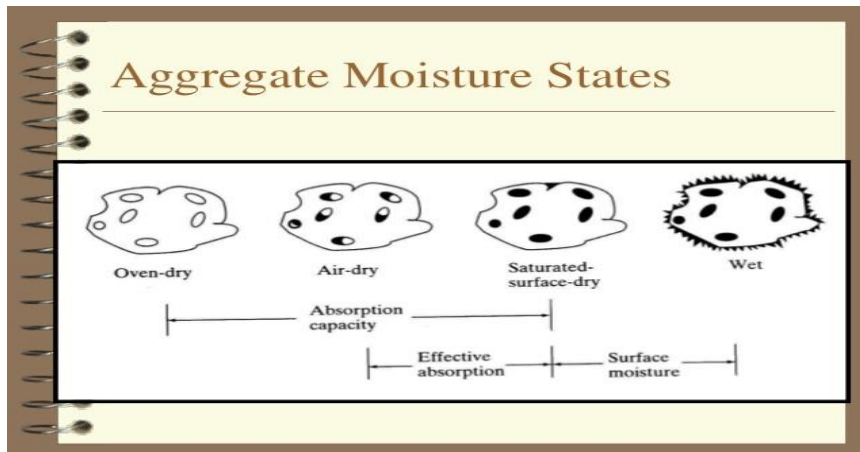 Aggregate Moisture States
Oven-dry
Air-dry
Saturated-
surface-dry
Wet
Absorption
capacity
Effective
absorption
Surface
moisture